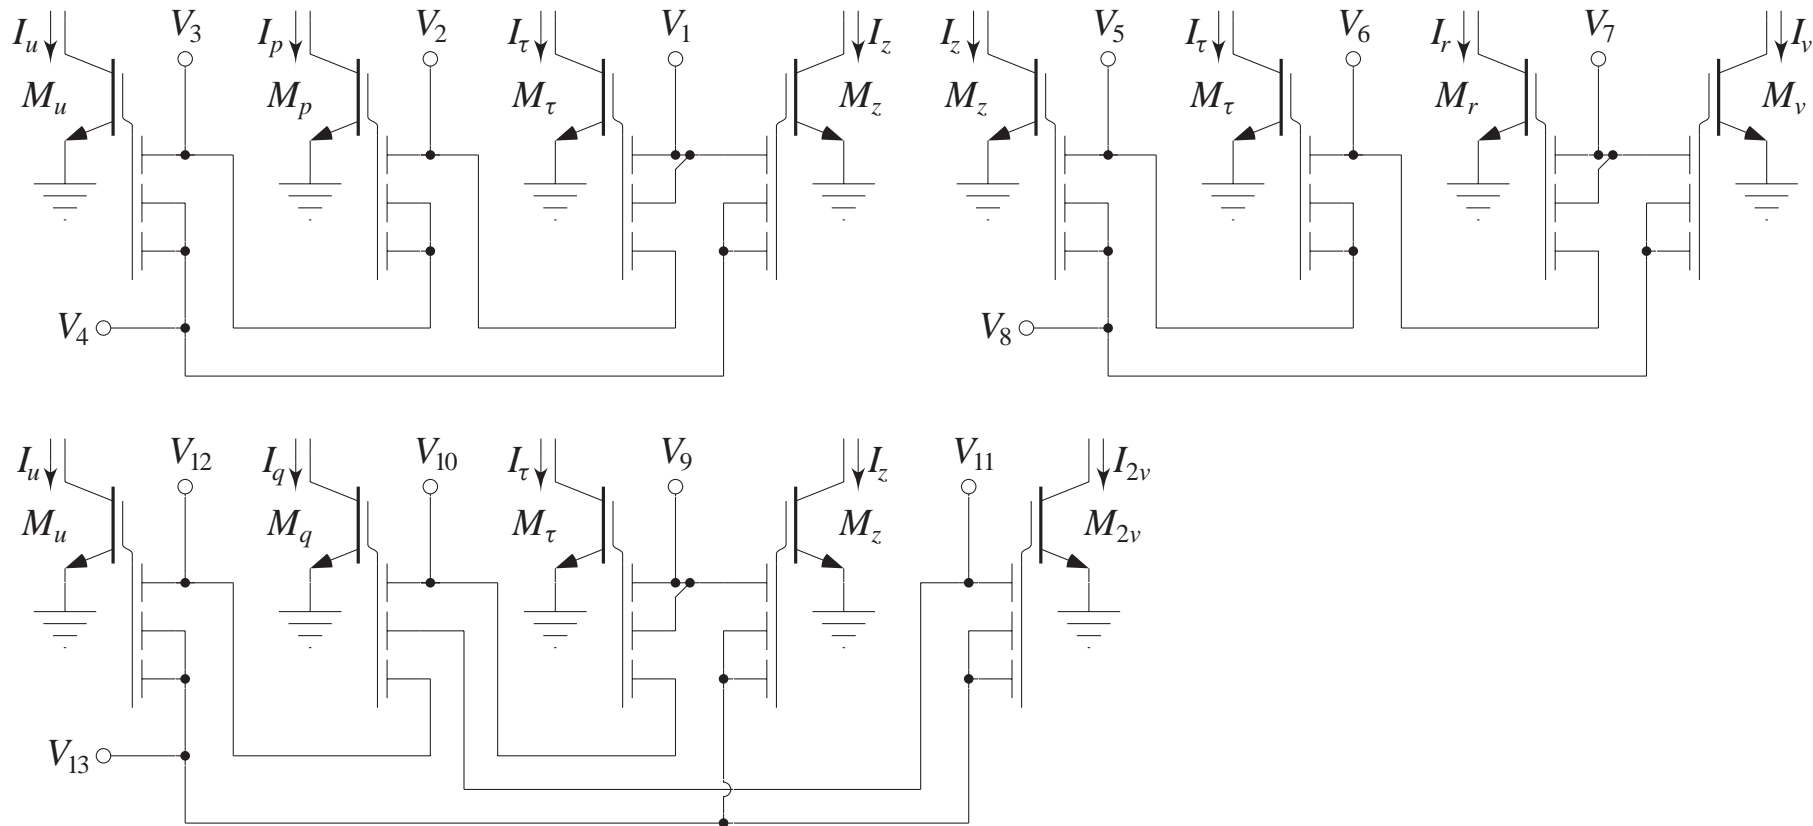 I_u V_3 I_p V_2 I_τ V_1 I_z I_z V_5 I_τ V_6 I_r V_7 I_v
M_u M_p M_τ M_z M_z M_τ M_r M_v
V_4 V_8
I_u V_12 I_q V_10 I_τ V_9 I_z V_11 I_2v
M_u M_q M_τ M_z M_2v
V_13